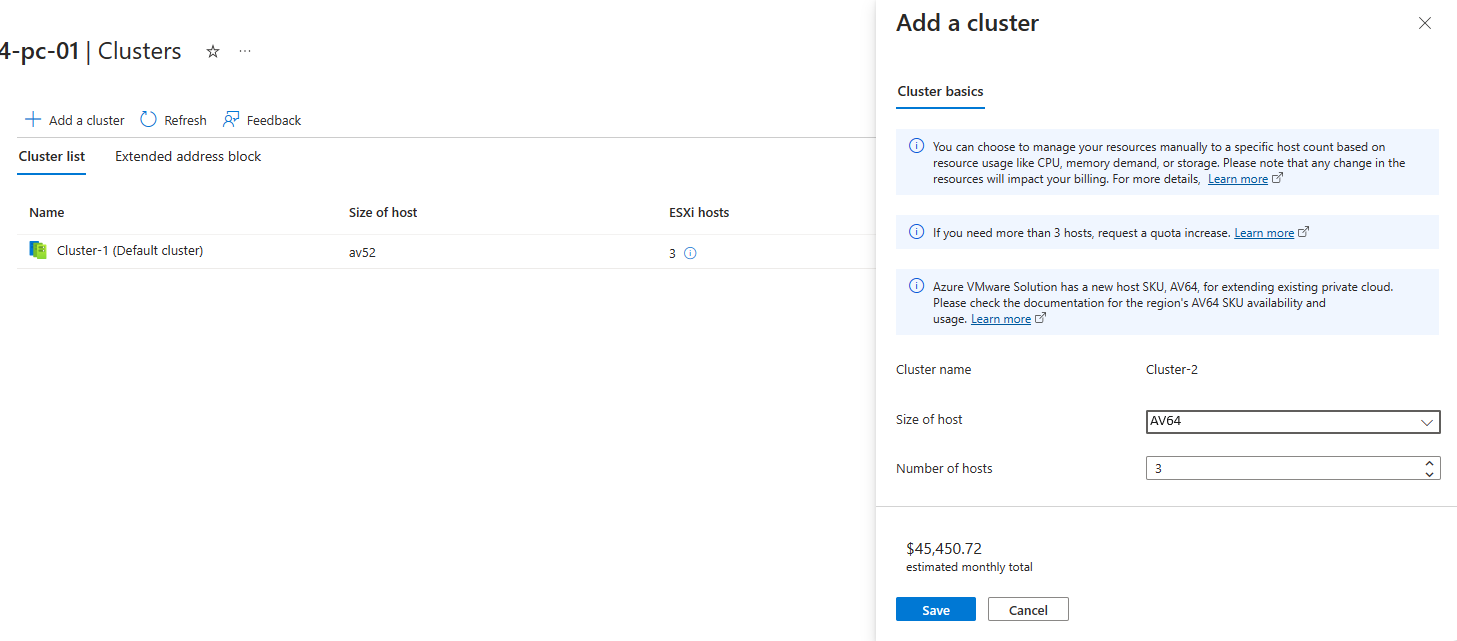 4-pc-01 | Clusters
Add a cluster
Refresh
Feedback
Cluster list
Extended address block
Name
Size of host
ESXi hosts
Cluster-1 (Default cluster)
av52
3
Add a cluster
Cluster basics
You can choose to manage your resources manually to a specific host count based on
resource usage like CPU, memory demand, or storage. Please note that any change in the
resources will impact your billing. For more details, Learn more
If you need more than 3 hosts, request a quota increase. Learn more
Azure VMware Solution has a new host SKU, AV64, for extending existing private cloud.
Please check the documentation for the region's AV64 SKU availability and
usage. Learn more
Cluster name
Cluster-2
Size of host
AV64
Number of hosts
3
$45,450.72
estimated monthly total
Save
Cancel